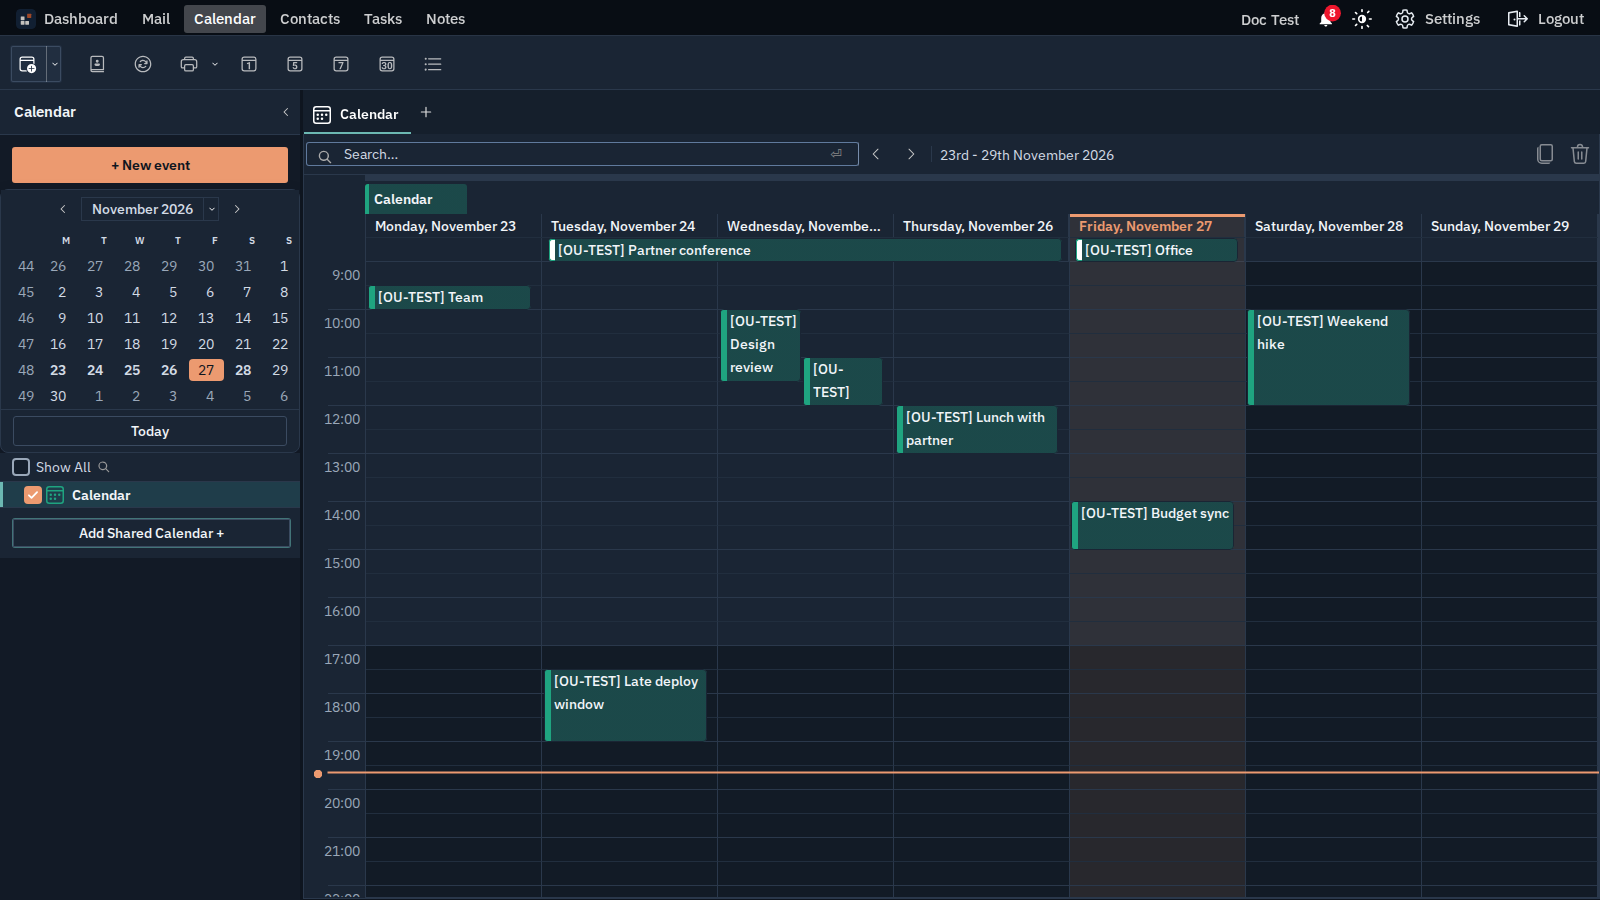 Dashboard Mail Calendar Contacts Tasks Notes Doc Test 8 Settings Logout
1 5 7 30
Calendar
+ New event
November 2026
M T W T F S S
44 26 27 28 29 30 31 1
45 2 3 4 5 6 7 8
46 9 10 11 12 13 14 15
47 16 17 18 19 20 21 22
48 23 24 25 26 27 28 29
49 30 1 2 3 4 5 6
Today
Show All
Calendar
Add Shared Calendar +
Calendar +
Search...
23rd - 29th November 2026
Calendar
Monday, November 23 Tuesday, November 24 Wednesday, Novembe... Thursday, November 26 Friday, November 27 Saturday, November 28 Sunday, November 29
[OU-TEST] Partner conference
[OU-TEST] Office
9:00
[OU-TEST] Team
10:00
[OU-TEST]
Design
review
[OU-TEST] Weekend
hike
11:00
[OU-
TEST]
12:00
[OU-TEST] Lunch with
partner
13:00
14:00
[OU-TEST] Budget sync
15:00
16:00
17:00
[OU-TEST] Late deploy
window
18:00
19:00
20:00
21:00